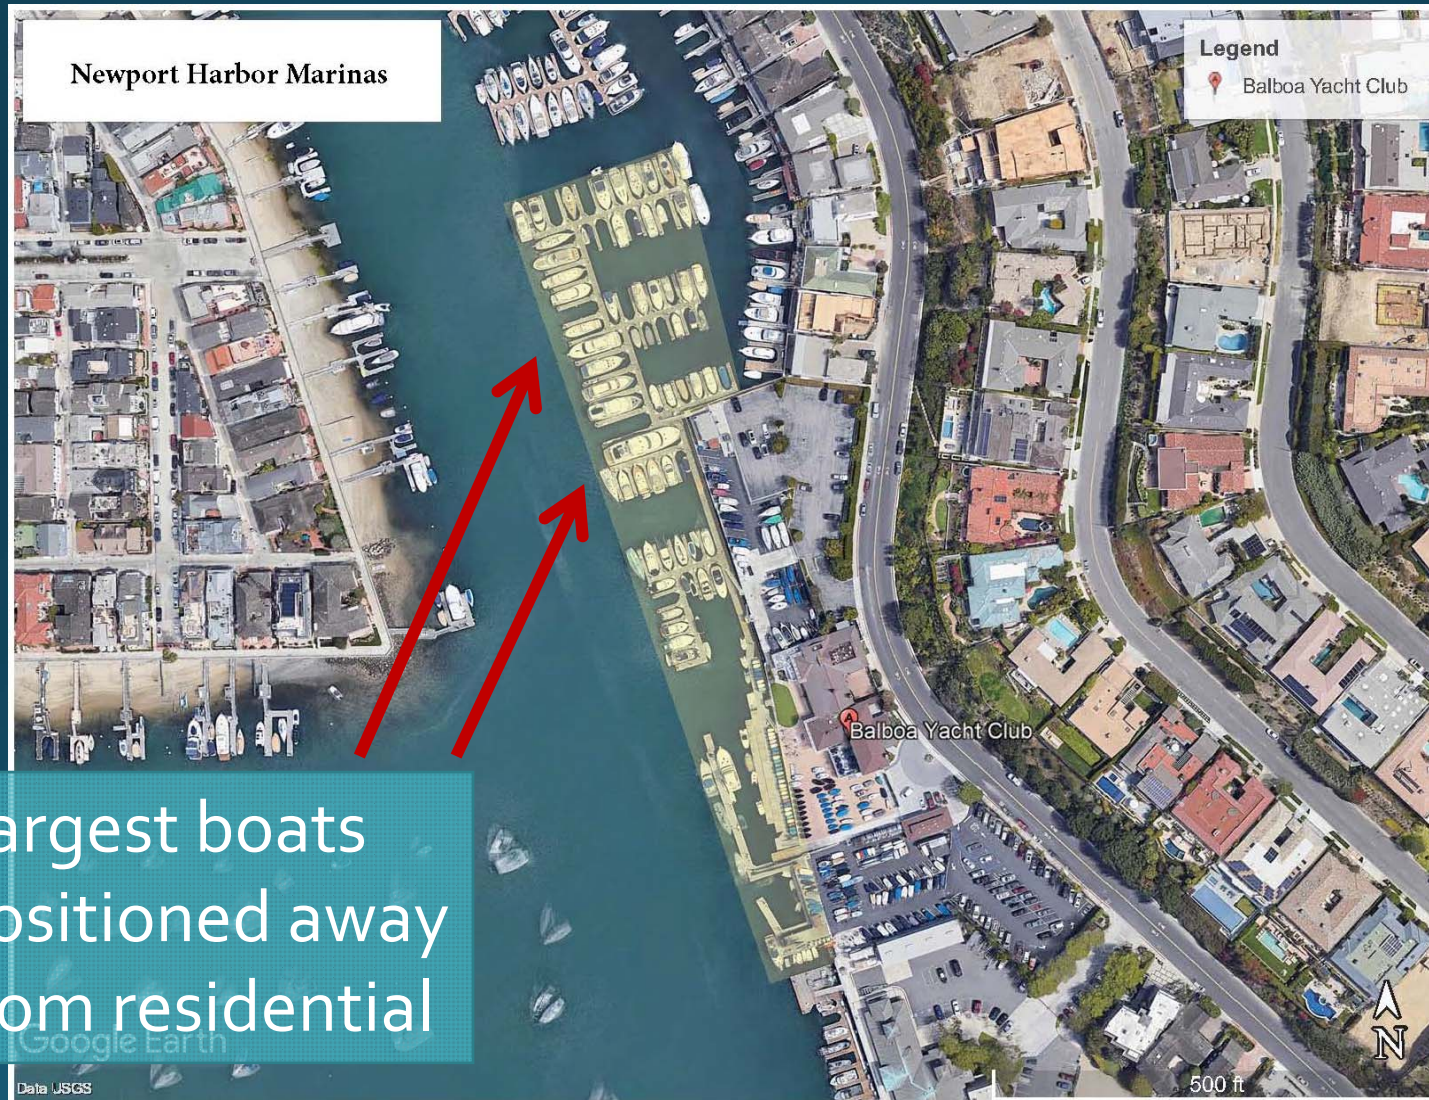 Newport Harbor Marinas
Legend
Balboa Yacht Club
A
Balboa Yacht Club
argest boats
ositioned away
om residential
Google Earth
Data USGS
N
500 ft